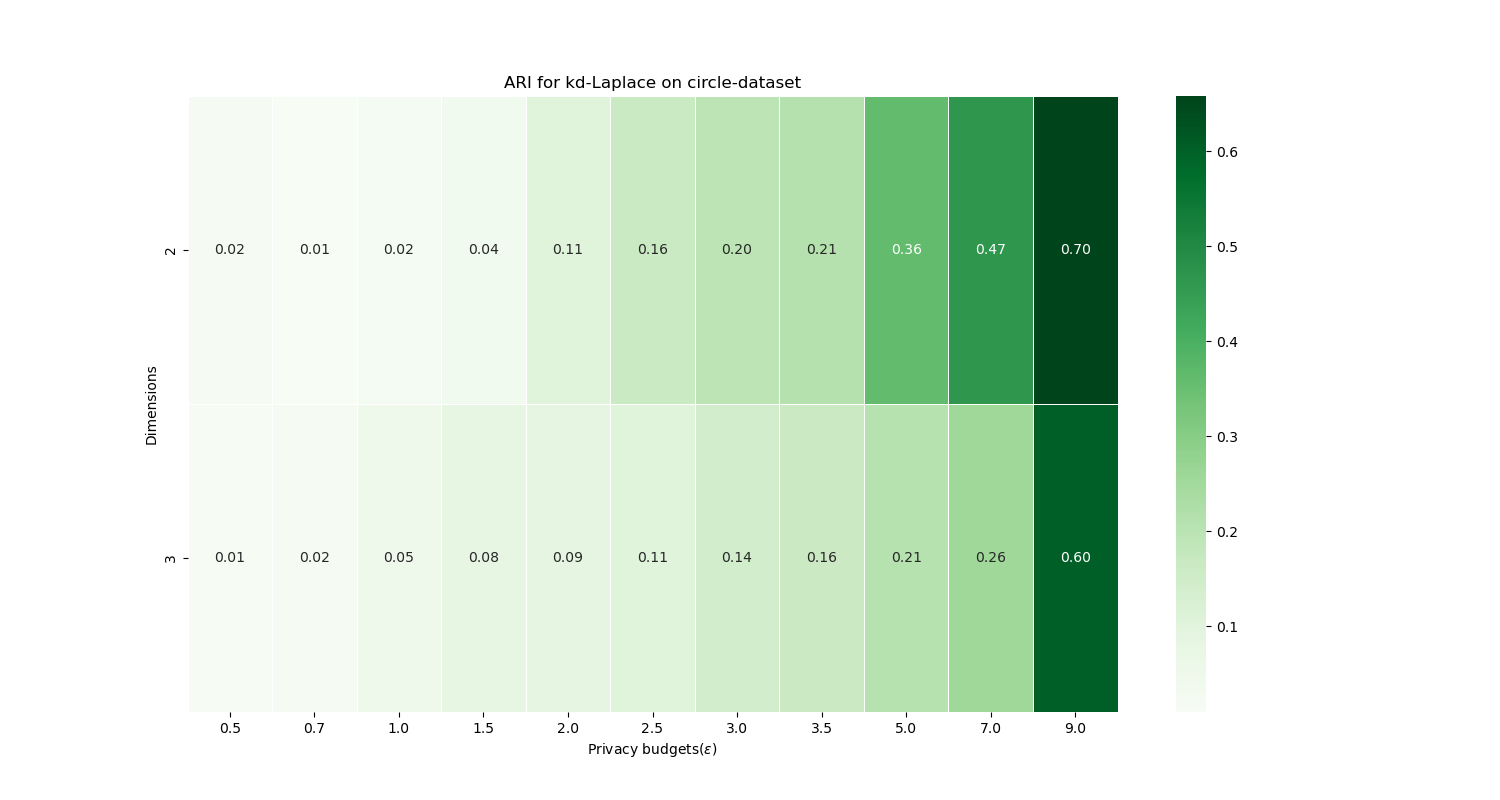 ARI for kd-Laplace on circle-dataset
Dimensions
2
0.02 0.01 0.02 0.04 0.11 0.16 0.20 0.21 0.36 0.47 0.70
3
0.01 0.02 0.05 0.08 0.09 0.11 0.14 0.16 0.21 0.26 0.60
0.5 0.7 1.0 1.5 2.0 2.5 3.0 3.5 5.0 7.0 9.0
Privacy budgets(ε)
0.6
0.5
0.4
0.3
0.2
0.1